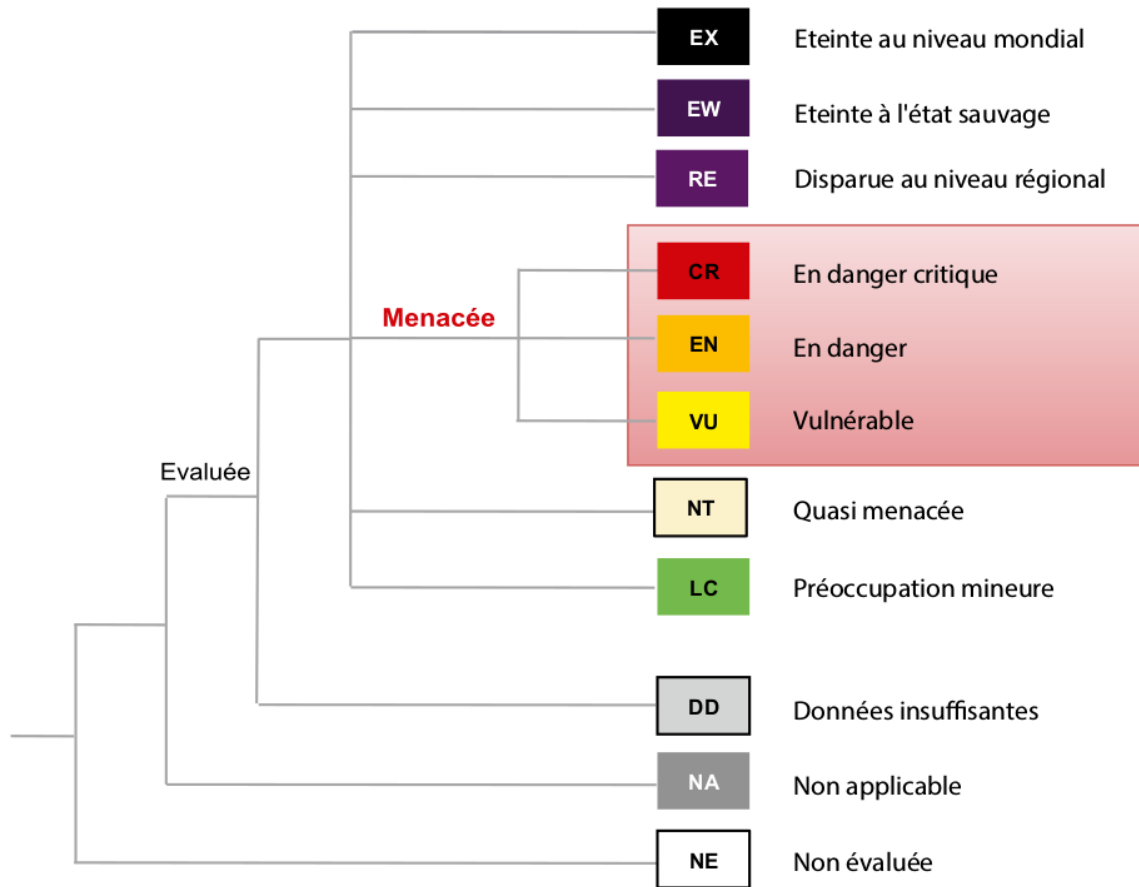 EX Eteinte au niveau mondial
EW Eteinte à l'état sauvage
RE Disparue au niveau régional
CR En danger critique
Menacée
EN En danger
VU Vulnérable
Evaluée
NT Quasi menacée
LC Préoccupation mineure
DD Données insuffisantes
NA Non applicable
NE Non évaluée